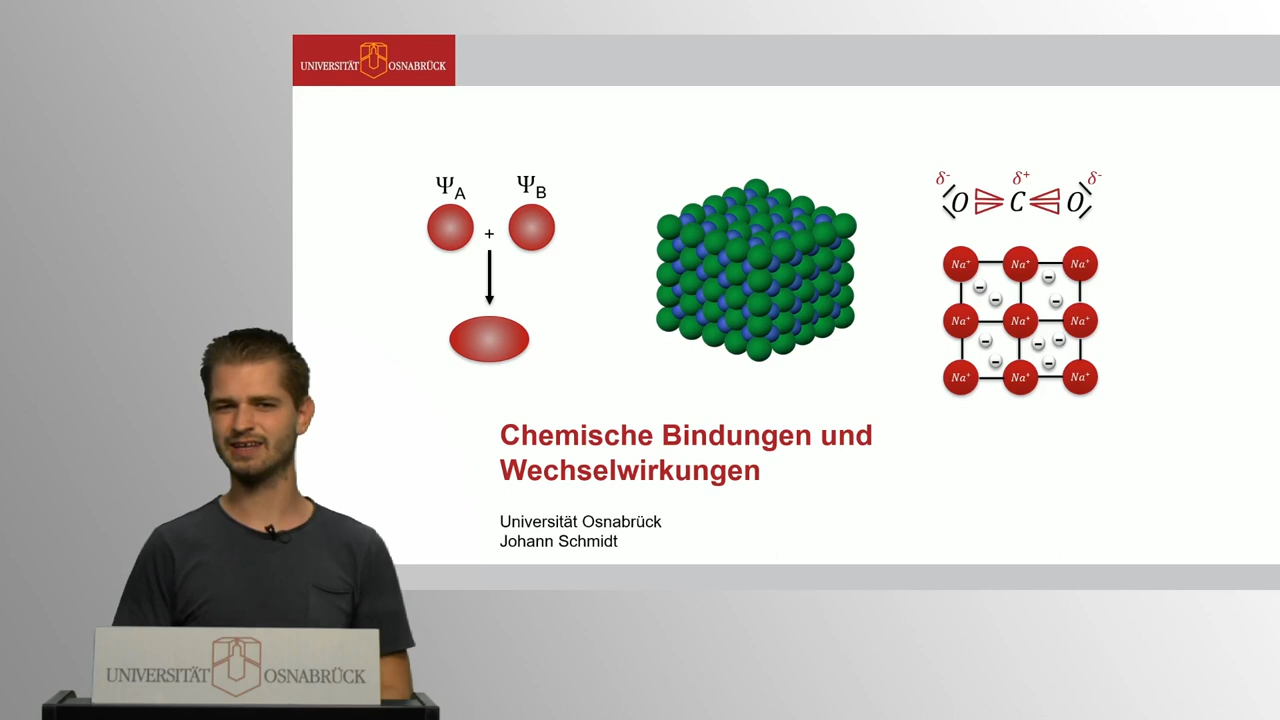 UNIVERSITÄT OSNABRÜCK
Ψ_A Ψ_B
+
δ⁻ δ⁺ δ⁻
O C O
Na⁺ Na⁺ Na⁺
− −
− −
Na⁺ Na⁺ Na⁺
− − −
− −
Na⁺ Na⁺ Na⁺
Chemische Bindungen und
Wechselwirkungen
Universität Osnabrück
Johann Schmidt
UNIVERSITÄT OSNABRÜCK